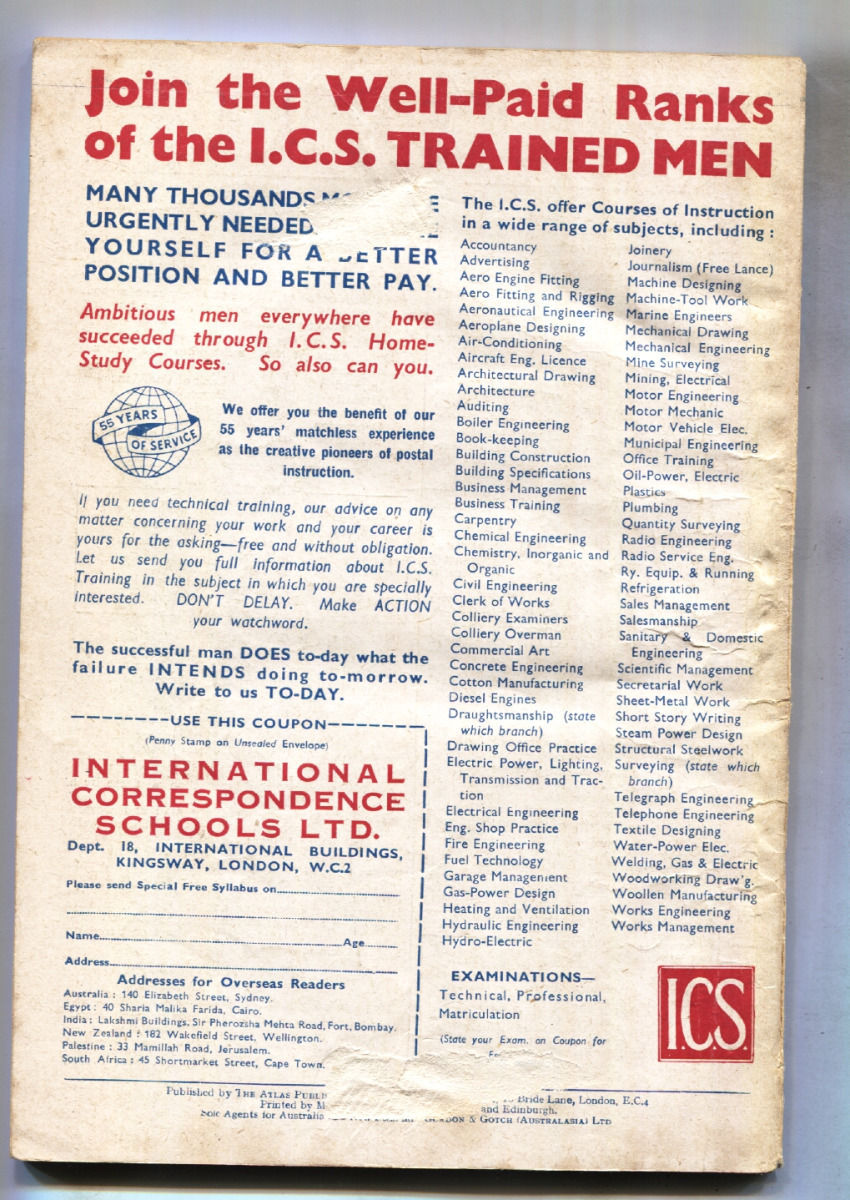 Join the Well-Paid Ranks
of the I.C.S. TRAINED MEN
MANY THOUSANDS
URGENTLY NEEDED.
YOURSELF FOR A BETTER
POSITION AND BETTER PAY.
Ambitious men everywhere have
succeeded through I.C.S. Home-
Study Courses. So also can you.
55 YEARS
OF SERVICE
We offer you the benefit of our
55 years' matchless experience
as the creative pioneers of postal
instruction.
If you need technical training, our advice on any
matter concerning your work and your career is
yours for the asking—free and without obligation.
Let us send you full information about I.C.S.
Training in the subject in which you are specially
interested. DON'T DELAY. Make ACTION
your watchword.
The successful man DOES to-day what the
failure INTENDS doing to-morrow.
Write to us TO-DAY.
USE THIS COUPON
(Penny Stamp on Unsealed Envelope)
INTERNATIONAL
CORRESPONDENCE
SCHOOLS LTD.
Dept. 18, INTERNATIONAL BUILDINGS,
KINGSWAY, LONDON, W.C.2
Please send Special Free Syllabus on
Name Age
Address
Addresses for Overseas Readers
Australia : 140 Elizabeth Street, Sydney.
Egypt : 40 Sharia Malika Farida, Cairo.
India : Lakshmi Buildings, Sir Pherozsha Mehta Road, Fort, Bombay.
New Zealand : 182 Wakefield Street, Wellington.
Palestine : 33 Mamillah Road, Jerusalem.
South Africa : 45 Shortmarket Street, Cape Town.
The I.C.S. offer Courses of Instruction
in a wide range of subjects, including :
Accountancy
Advertising
Aero Engine Fitting
Aero Fitting and Rigging
Aeronautical Engineering
Aeroplane Designing
Air-Conditioning
Aircraft Eng. Licence
Architectural Drawing
Architecture
Auditing
Boiler Engineering
Book-keeping
Building Construction
Building Specifications
Business Management
Business Training
Carpentry
Chemical Engineering
Chemistry, Inorganic and
Organic
Civil Engineering
Clerk of Works
Colliery Examiners
Colliery Overman
Commercial Art
Concrete Engineering
Cotton Manufacturing
Diesel Engines
Draughtsmanship (state
which branch)
Drawing Office Practice
Electric Power, Lighting,
Transmission and Trac-
tion
Electrical Engineering
Eng. Shop Practice
Fire Engineering
Fuel Technology
Garage Management
Gas-Power Design
Heating and Ventilation
Hydraulic Engineering
Hydro-Electric
Joinery
Journalism (Free Lance)
Machine Designing
Machine-Tool Work
Marine Engineers
Mechanical Drawing
Mechanical Engineering
Mine Surveying
Mining, Electrical
Motor Engineering
Motor Mechanic
Motor Vehicle Elec.
Municipal Engineering
Office Training
Oil-Power, Electric
Plastics
Plumbing
Quantity Surveying
Radio Engineering
Radio Service Eng.
Ry. Equip. & Running
Refrigeration
Sales Management
Salesmanship
Sanitary & Domestic
Engineering
Scientific Management
Secretarial Work
Sheet-Metal Work
Short Story Writing
Steam Power Design
Structural Steelwork
Surveying (state which
branch)
Telegraph Engineering
Telephone Engineering
Textile Designing
Water-Power Elec.
Welding, Gas & Electric
Woodworking Draw'g.
Woollen Manufacturing
Works Engineering
Works Management
EXAMINATIONS—
Technical, Professional,
Matriculation
(State your Exam. on Coupon for
I.C.S.
Published by THE ATLAS Bride Lane, London, E.C.4
Printed by and Edinburgh.
Sole Agents for Australia & GOTCH (AUSTRALASIA) LTD